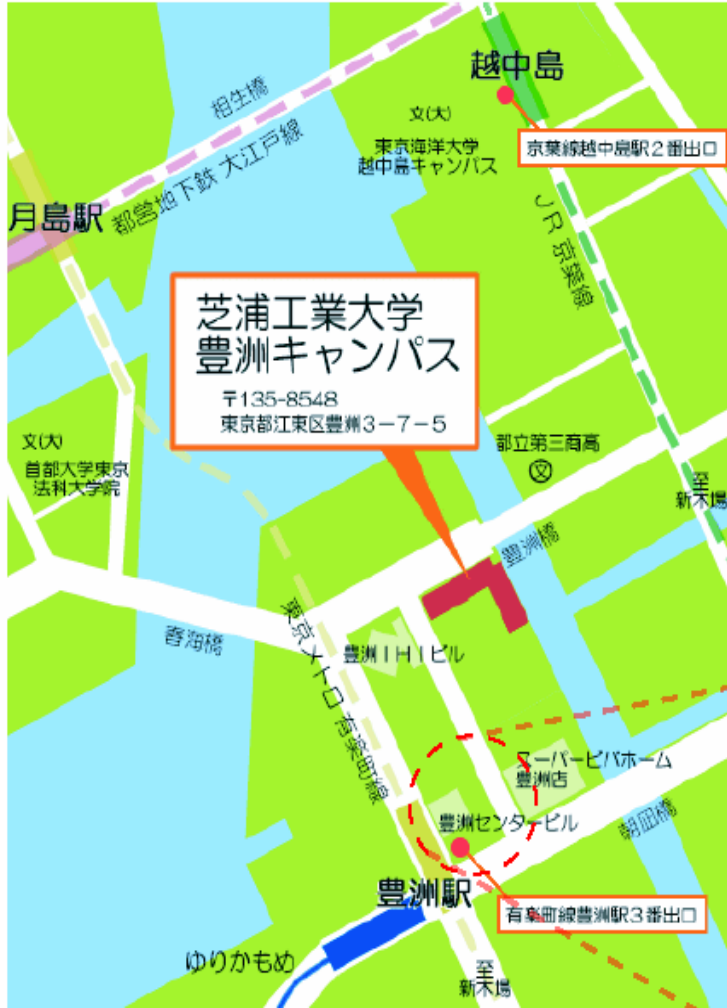 越中島
相生橋
文(大)
東京海洋大学
越中島キャンパス
京葉線越中島駅2番出口
都営地下鉄 大江戸線
月島駅
JR 京葉線
芝浦工業大学
豊洲キャンパス
〒135-8548
東京都江東区豊洲3-7-5
文(大)
首都大学東京
法科大学院
都立第三商高
文
至
新木場
豊洲橋
春海橋
東京メトロ 有楽町線
豊洲IHIビル
スーパービバホーム
豊洲店
豊洲センタービル
朝凪橋
豊洲駅
有楽町線豊洲駅3番出口
ゆりかもめ
至
新木場